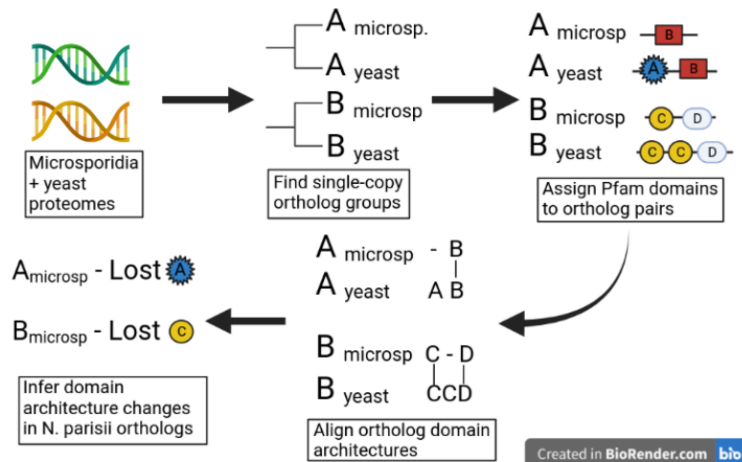 A microsp.
A yeast
B microsp
B yeast
Microsporidia
+ yeast
proteomes
Find single-copy
ortholog groups
A microsp B
A yeast A B
B microsp C D
B yeast C C D
Assign Pfam domains
to ortholog pairs
A microsp - B
A yeast A B
B microsp C - D
B yeast C C D
Align ortholog domain
architectures
Amicrosp - Lost A
Bmicrosp - Lost C
Infer domain
architecture changes
in N. parisii orthologs
Created in BioRender.com bio